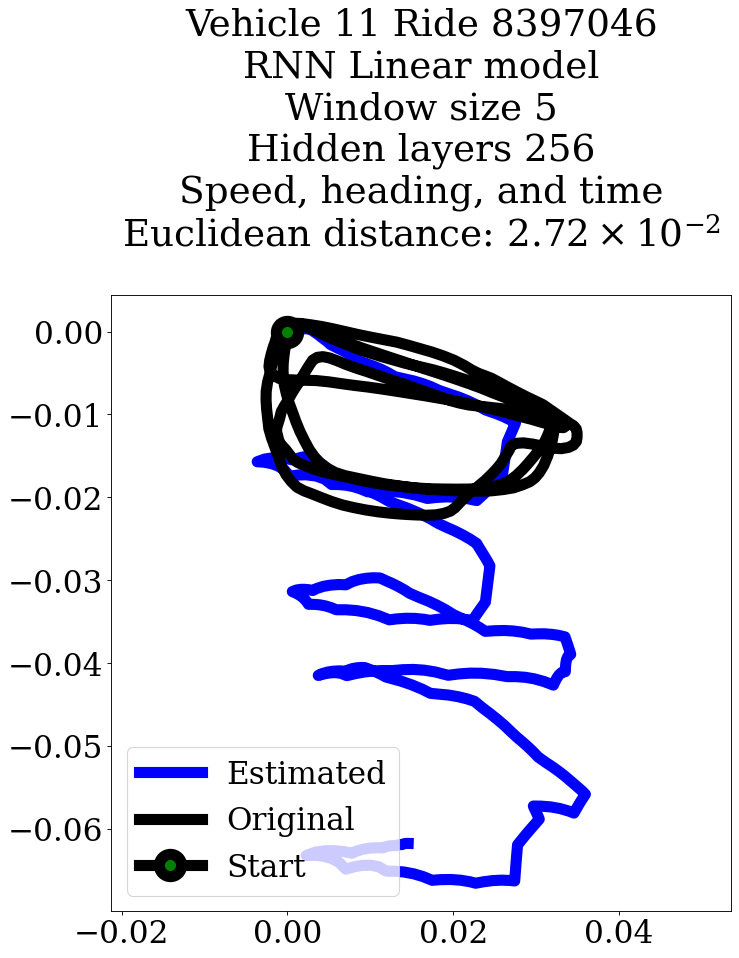 Vehicle 11 Ride 8397046
RNN Linear model
Window size 5
Hidden layers 256
Speed, heading, and time
Euclidean distance: 2.72 × 10⁻²
0.00
−0.01
−0.02
−0.03
−0.04
−0.05
−0.06
Estimated
Original
Start
−0.02 0.00 0.02 0.04